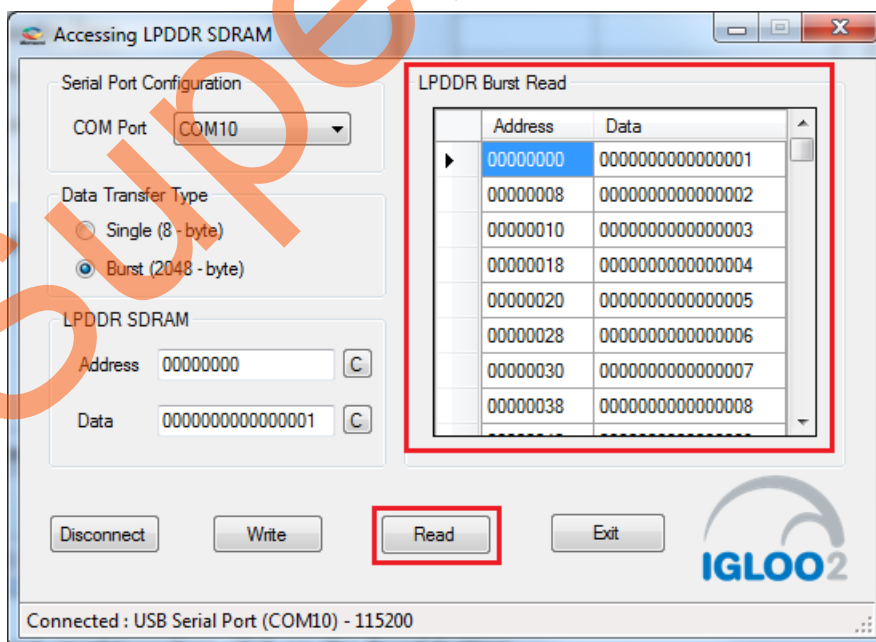 Accessing LPDDR SDRAM
Serial Port Configuration
COM Port COM10
Data Transfer Type
Single (8 - byte)
Burst (2048 - byte)
LPDDR SDRAM
Address 00000000 C
Data 0000000000000001 C
LPDDR Burst Read
Address Data
00000000 0000000000000001
00000008 0000000000000002
00000010 0000000000000003
00000018 0000000000000004
00000020 0000000000000005
00000028 0000000000000006
00000030 0000000000000007
00000038 0000000000000008
Disconnect Write Read Exit
IGLOO2
Connected : USB Serial Port (COM10) - 115200
Supe